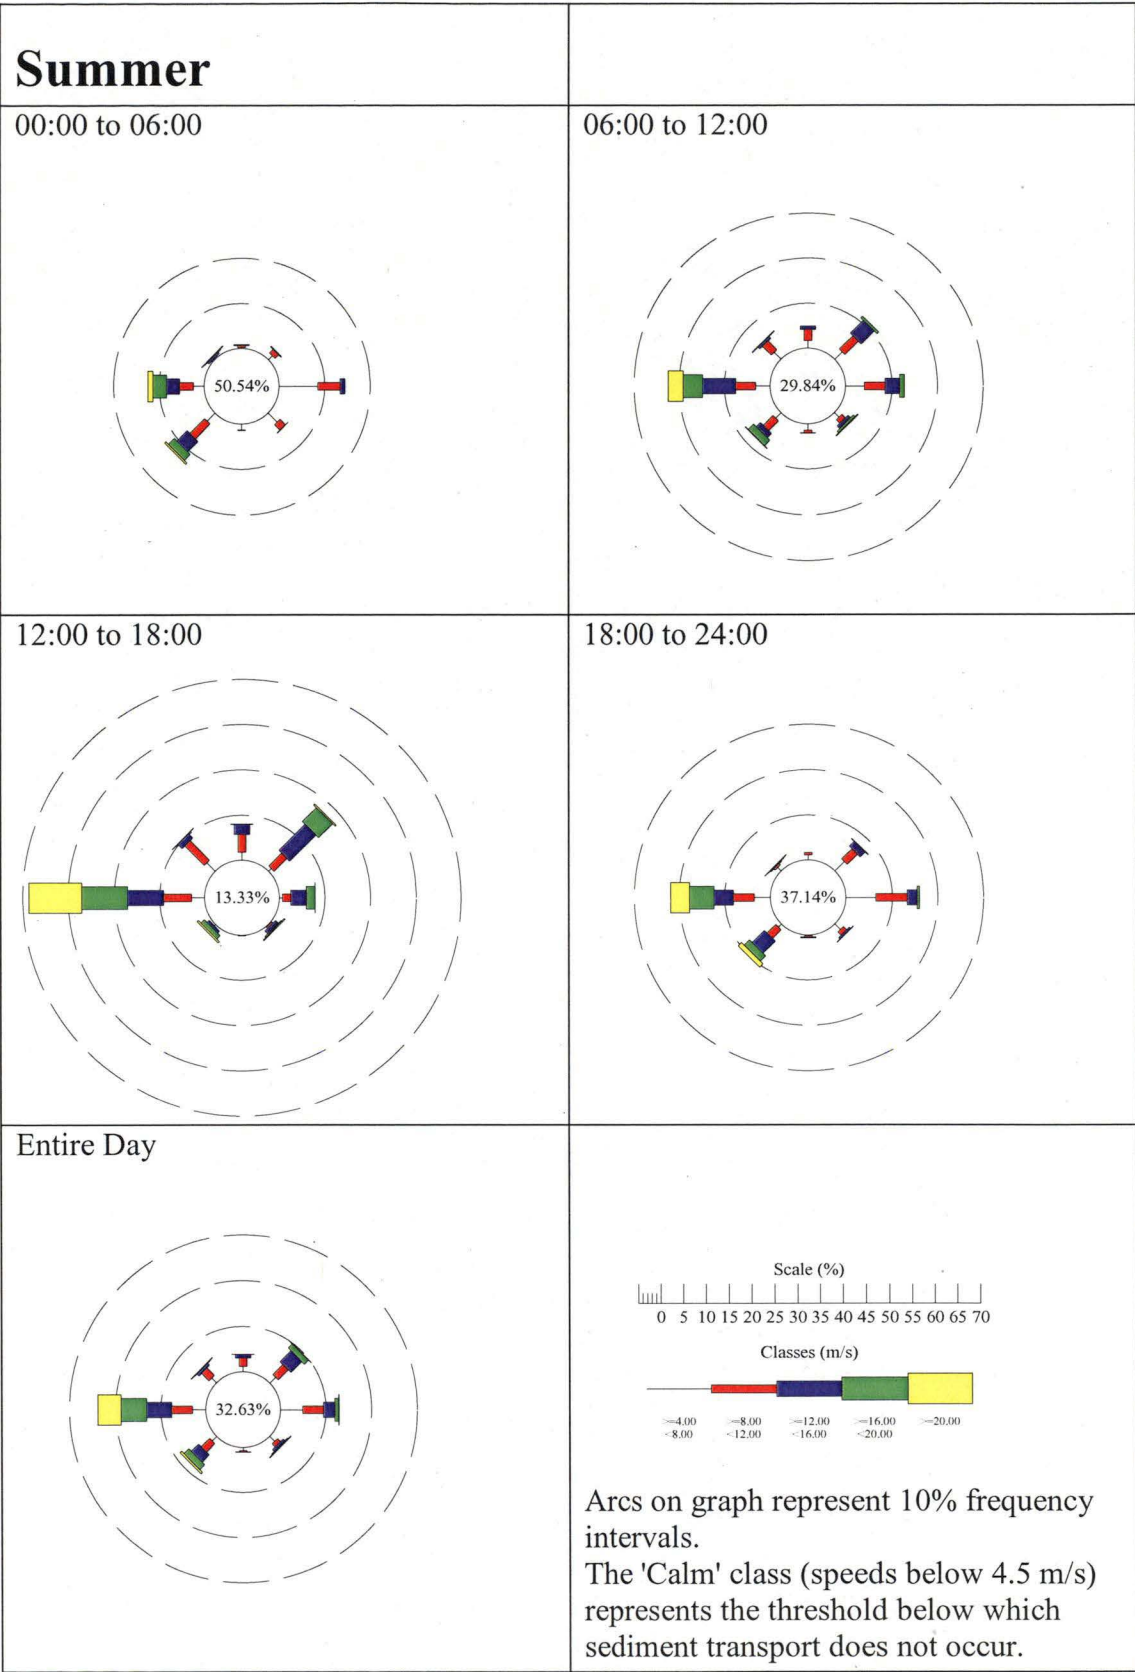 Summer
00:00 to 06:00
06:00 to 12:00
50.54%
29.84%
12:00 to 18:00
18:00 to 24:00
13.33%
37.14%
Entire Day
32.63%
Scale (%)
0 5 10 15 20 25 30 35 40 45 50 55 60 65 70
Classes (m/s)
>=4.00 >=8.00 >=12.00 >=16.00 >=20.00
<8.00 <12.00 <16.00 <20.00
Arcs on graph represent 10% frequency
intervals.
The 'Calm' class (speeds below 4.5 m/s)
represents the threshold below which
sediment transport does not occur.